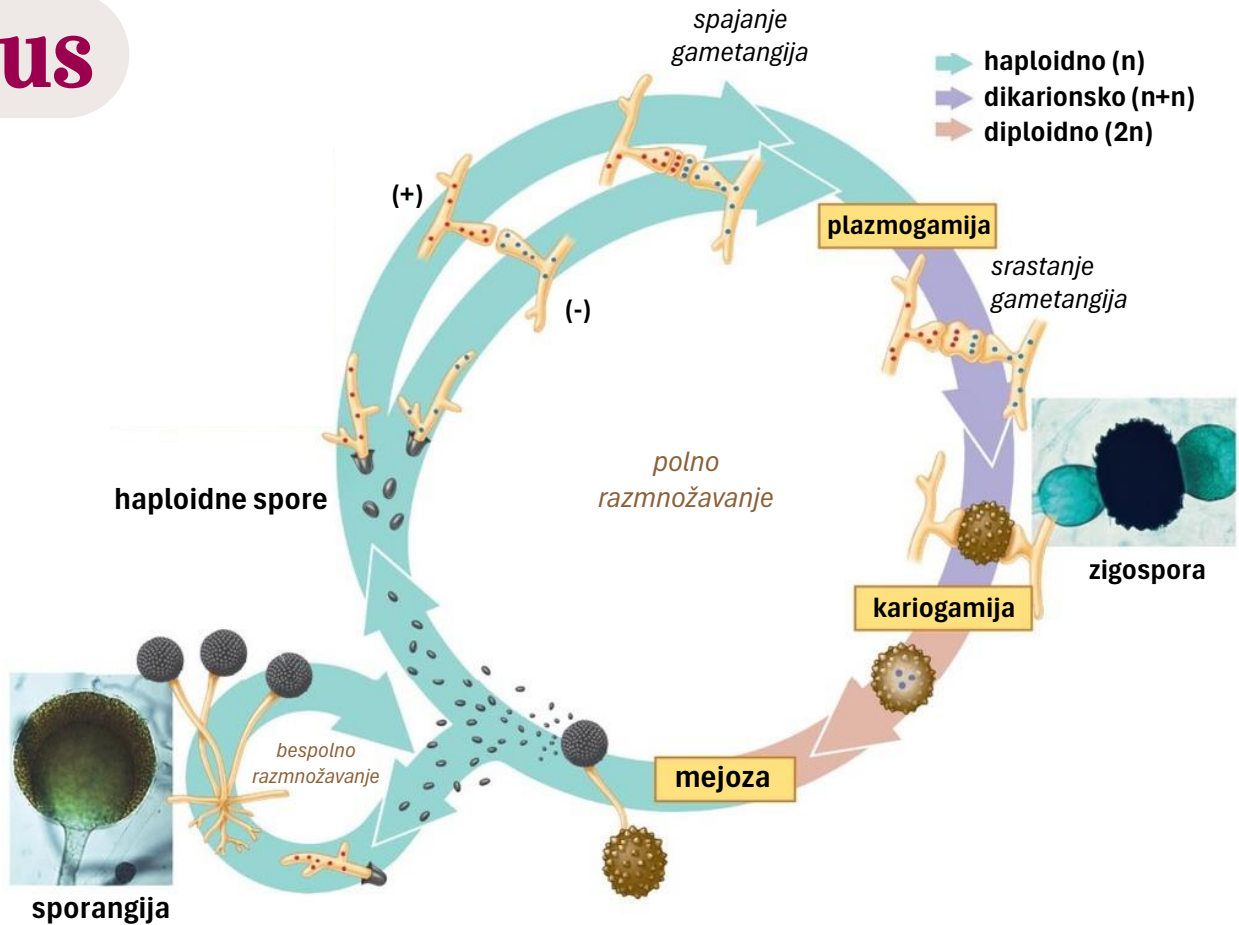 us
spajanje
gametangija
haploidno (n)
dikarionsko (n+n)
diploidno (2n)
(+)
(-)
plazmogamija
srastanje
gametangija
polno
razmnožavanje
haploidne spore
zigospora
kariogamija
bespolno
razmnožavanje
mejoza
sporangija